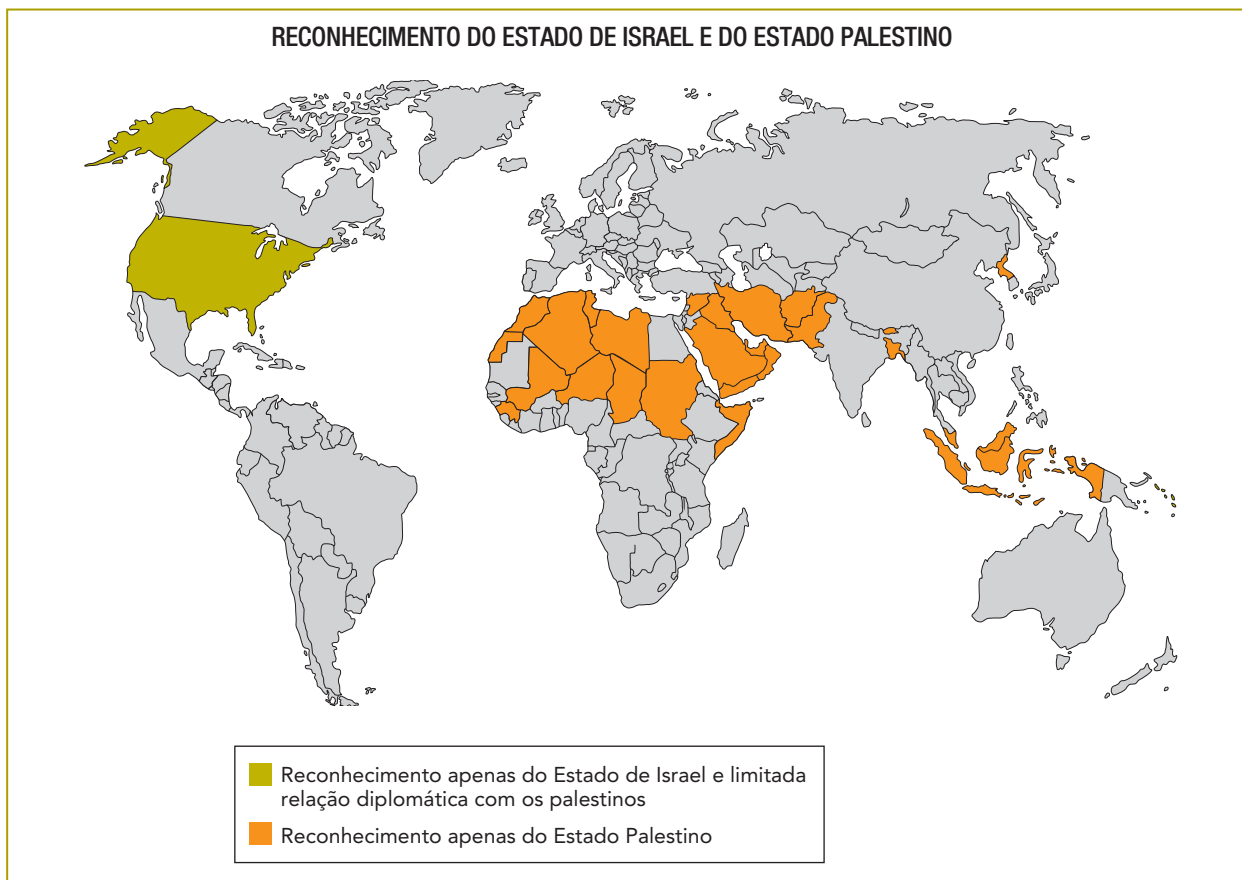 RECONHECIMENTO DO ESTADO DE ISRAEL E DO ESTADO PALESTINO
Reconhecimento apenas do Estado de Israel e limitada
relação diplomática com os palestinos
Reconhecimento apenas do Estado Palestino